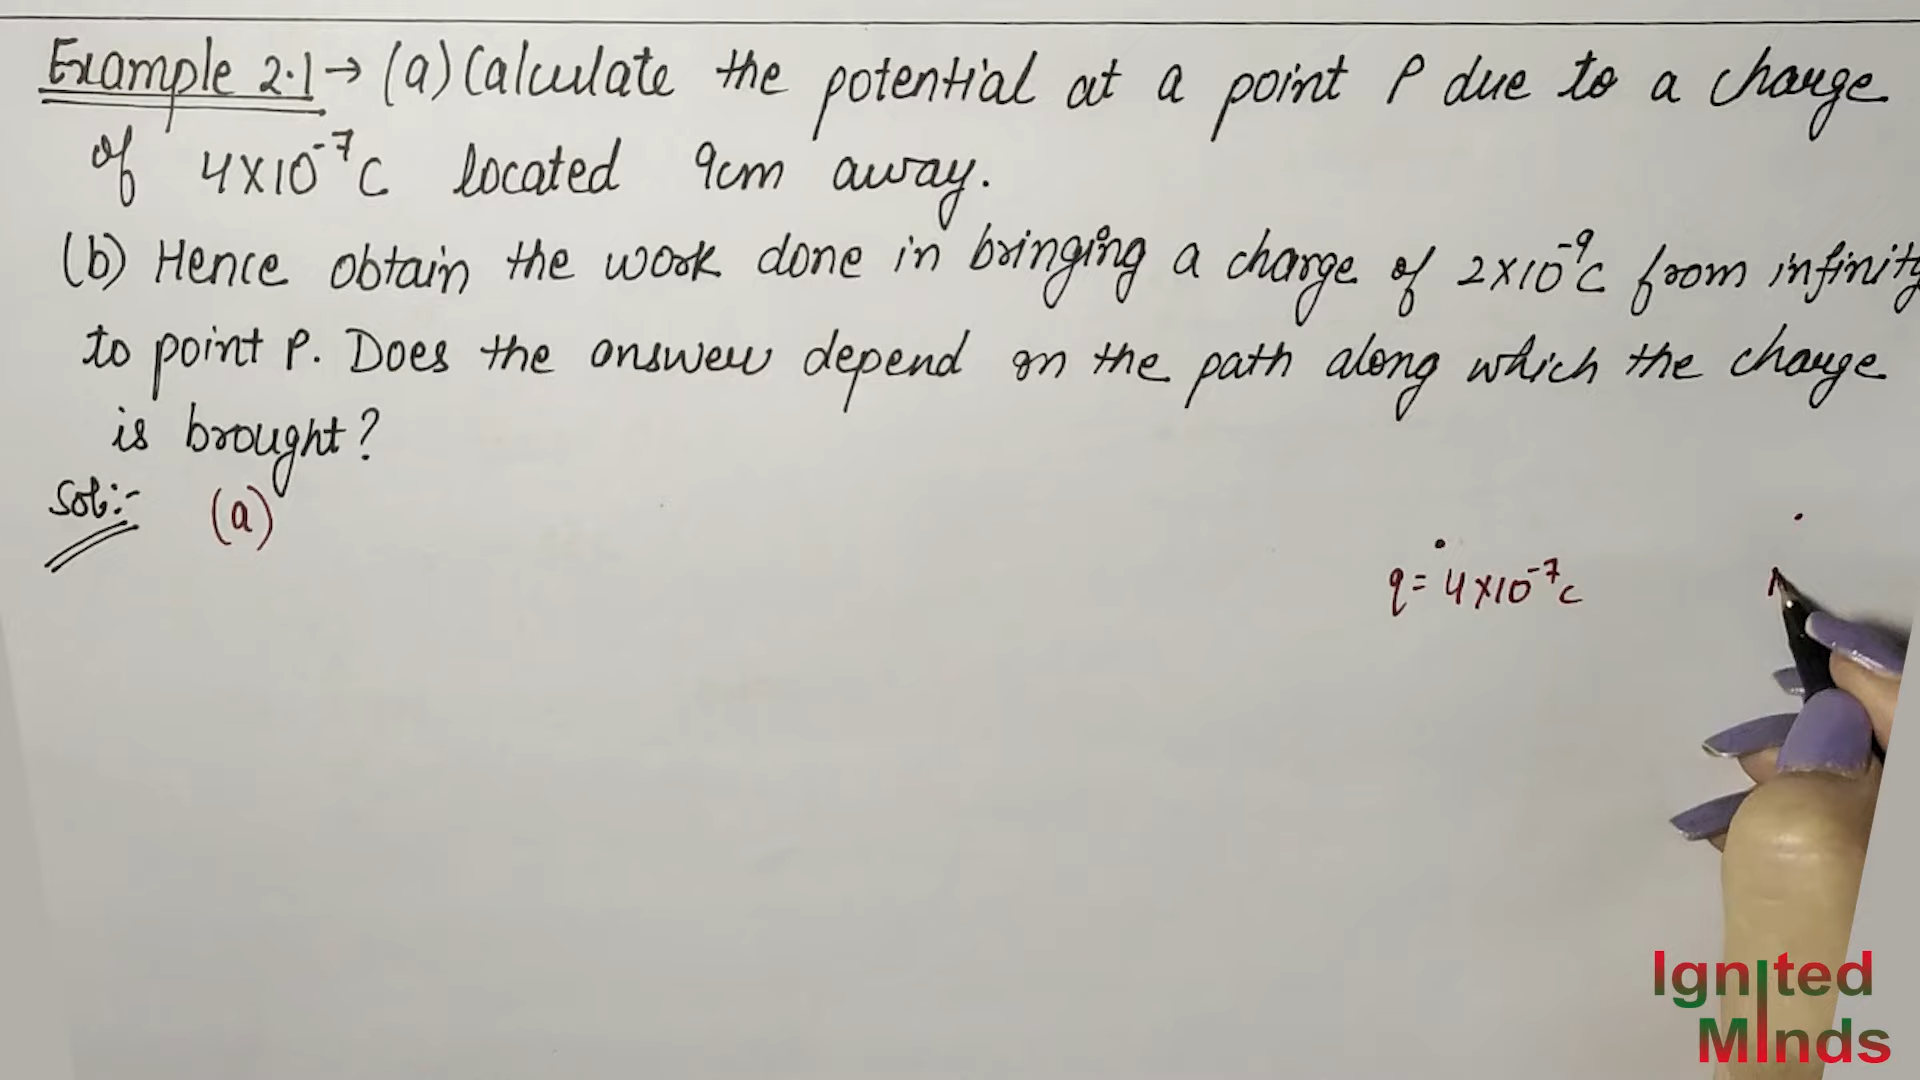 Example 2.1 → (a) Calculate the potential at a point P due to a charge
of 4×10⁻⁷C located 9cm away.
(b) Hence obtain the work done in bringing a charge of 2×10⁻⁹C from infinity
to point P. Does the answer depend on the path along which the charge
is brought?
Sol:- (a)
q = 4×10⁻⁷C
Ignited
Minds